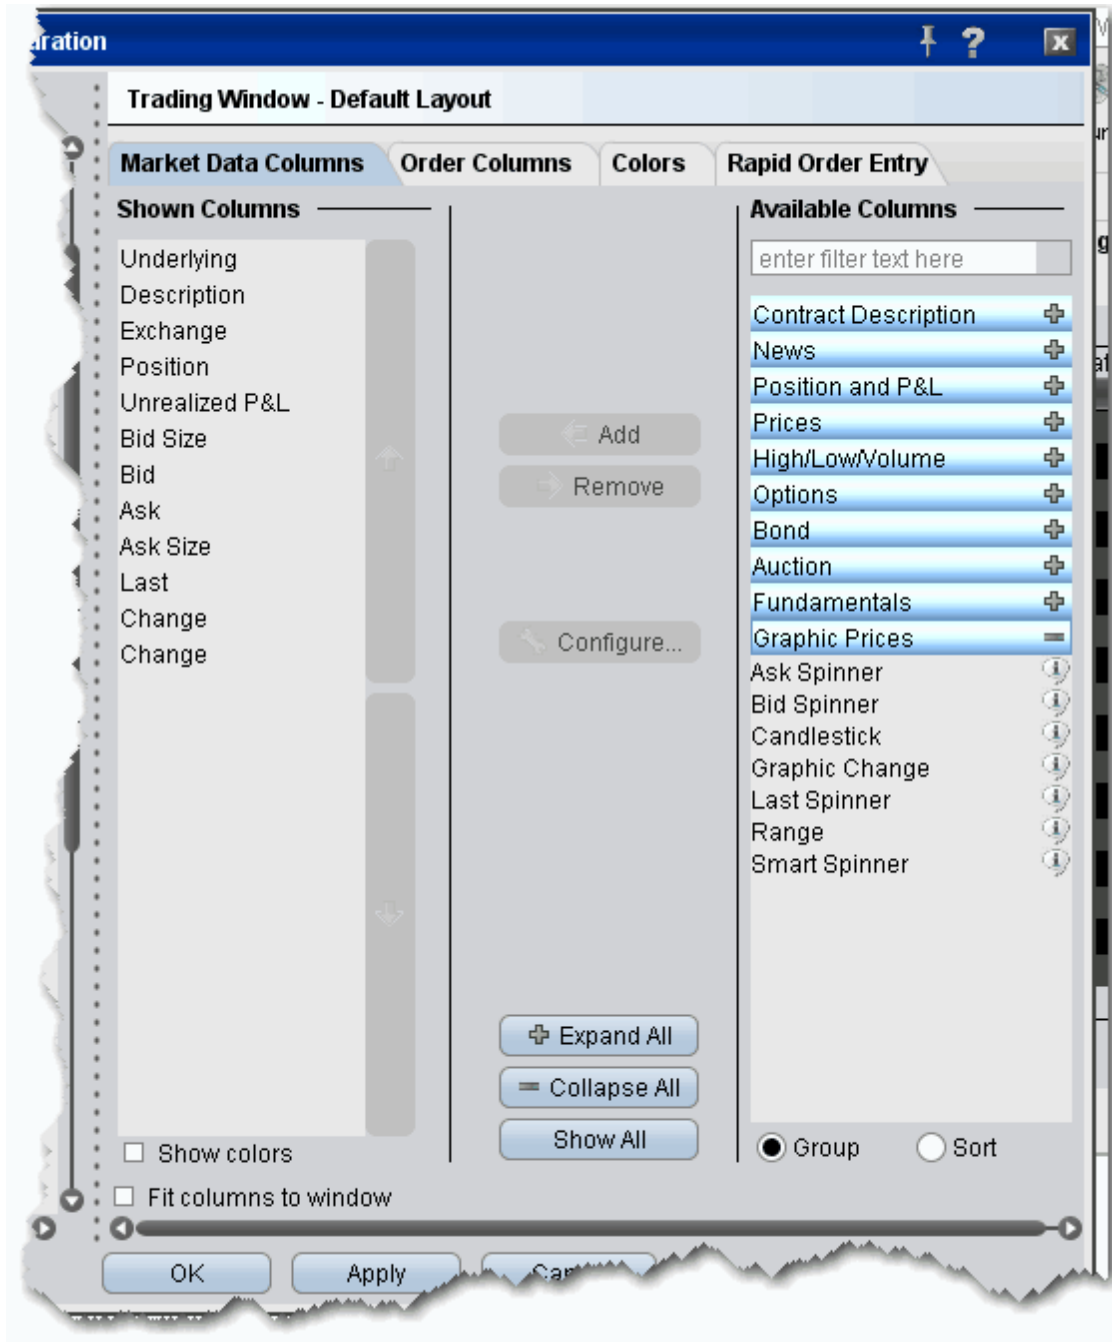 uration
Trading Window - Default Layout
Market Data Columns
Order Columns
Colors
Rapid Order Entry
Shown Columns
Underlying
Description
Exchange
Position
Unrealized P&L
Bid Size
Bid
Ask
Ask Size
Last
Change
Change
Show colors
Fit columns to window
Add
Remove
Configure...
Expand All
Collapse All
Show All
Available Columns
enter filter text here
Contract Description
News
Position and P&L
Prices
High/Low/Volume
Options
Bond
Auction
Fundamentals
Graphic Prices
Ask Spinner
Bid Spinner
Candlestick
Graphic Change
Last Spinner
Range
Smart Spinner
Group
Sort
OK
Apply